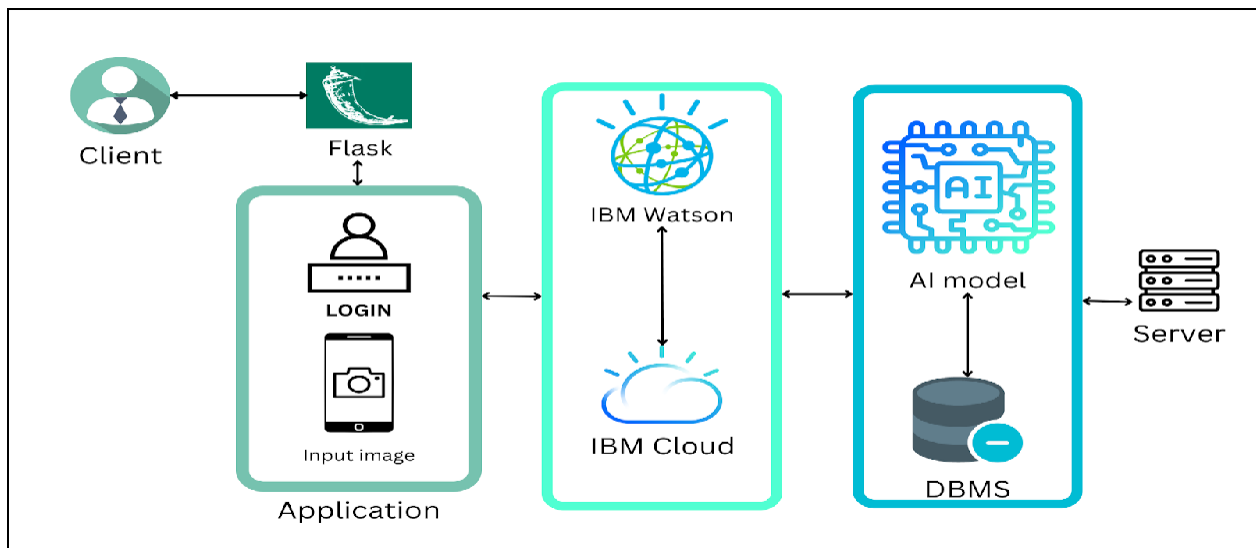 Client
Flask
LOGIN
Input image
Application
IBM Watson
IBM Cloud
AI
AI model
DBMS
Server